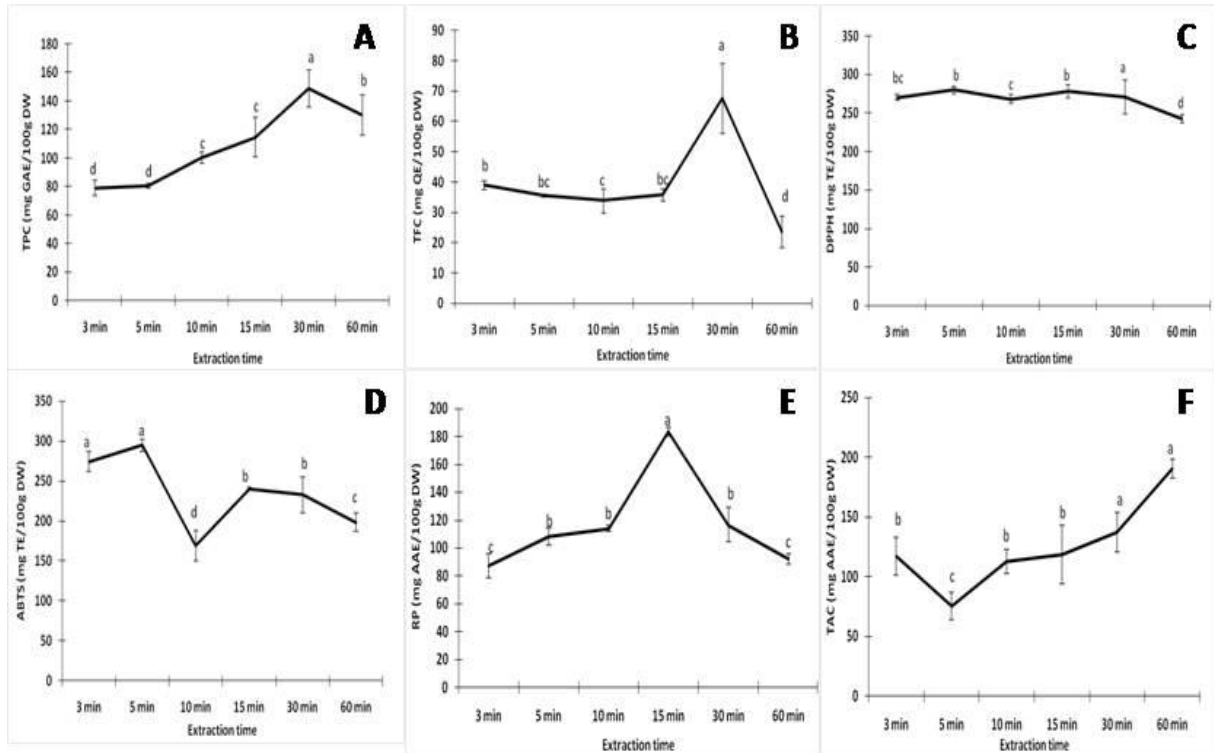 A
TPC (mg GAE/100g DW)
180
160
140
120
100
80
60
40
20
0
d
d
c
c
a
b
3 min
5 min
10 min
15 min
30 min
60 min
Extraction time
B
TFC (mg QE/100g DW)
90
80
70
60
50
40
30
20
10
0
b
bc
c
bc
a
d
3 min
5 min
10 min
15 min
30 min
60 min
Extraction time
C
DPPH (mg TE/100g DW)
350
300
250
200
150
100
50
0
bc
b
c
b
a
d
3 min
5 min
10 min
15 min
30 min
60 min
Extraction time
D
ABTS (mg TE/100g DW)
350
300
250
200
150
100
50
0
a
a
d
b
b
c
3 min
5 min
10 min
15 min
30 min
60 min
Extraction time
E
RP (mg AAE/100g DW)
200
180
160
140
120
100
80
60
40
20
0
c
b
b
a
b
c
3 min
5 min
10 min
15 min
30 min
60 min
Extraction time
F
TAC (mg AAE/100g DW)
250
200
150
100
50
0
b
c
b
b
a
a
3 min
5 min
10 min
15 min
30 min
60 min
Extraction time